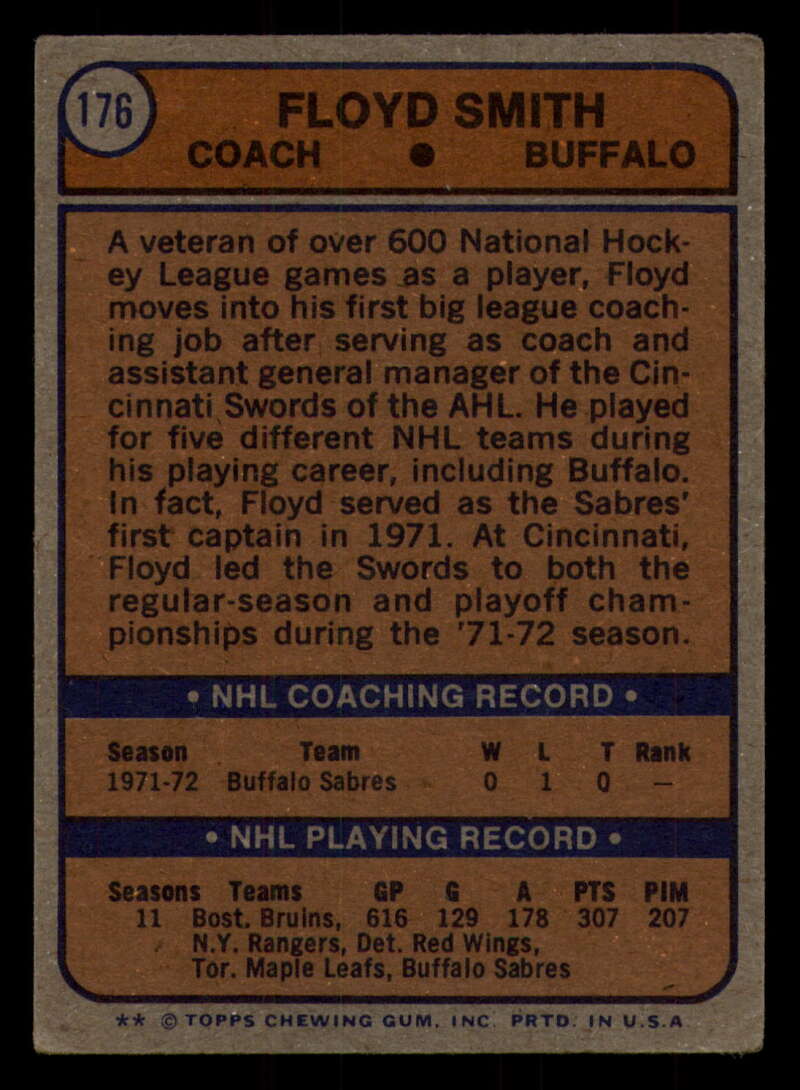 176
FLOYD SMITH
COACH ● BUFFALO
A veteran of over 600 National Hock-
ey League games as a player, Floyd
moves into his first big league coach-
ing job after serving as coach and
assistant general manager of the Cin-
cinnati Swords of the AHL. He played
for five different NHL teams during
his playing career, including Buffalo.
In fact, Floyd served as the Sabres'
first captain in 1971. At Cincinnati,
Floyd led the Swords to both the
regular-season and playoff cham-
pionships during the '71-72 season.
• NHL COACHING RECORD •
Season Team W L T Rank
1971-72 Buffalo Sabres 0 1 0 —
• NHL PLAYING RECORD •
Seasons Teams GP G A PTS PIM
11 Bost. Bruins, 616 129 178 307 207
N.Y. Rangers, Det. Red Wings,
Tor. Maple Leafs, Buffalo Sabres
** © TOPPS CHEWING GUM, INC. PRTD. IN U.S.A